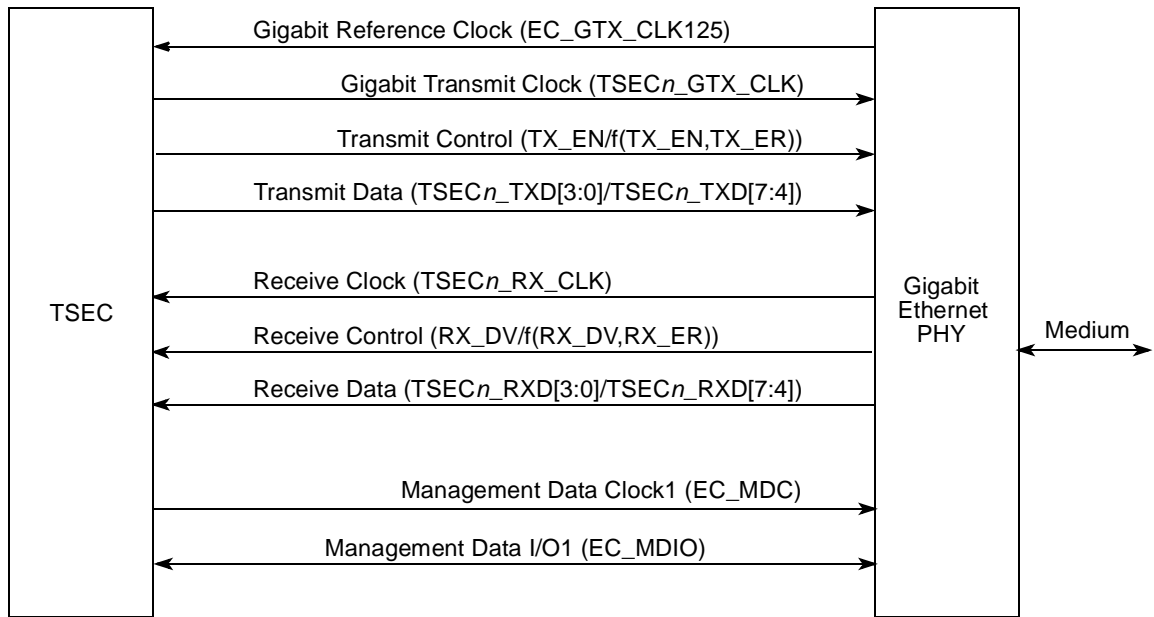 Gigabit Reference Clock (EC_GTX_CLK125)
Gigabit Transmit Clock (TSECn_GTX_CLK)
Transmit Control (TX_EN/f(TX_EN,TX_ER))
Transmit Data (TSECn_TXD[3:0]/TSECn_TXD[7:4])
Receive Clock (TSECn_RX_CLK)
TSEC
Gigabit
Ethernet
PHY
Receive Control (RX_DV/f(RX_DV,RX_ER))
Medium
Receive Data (TSECn_RXD[3:0]/TSECn_RXD[7:4])
Management Data Clock1 (EC_MDC)
Management Data I/O1 (EC_MDIO)